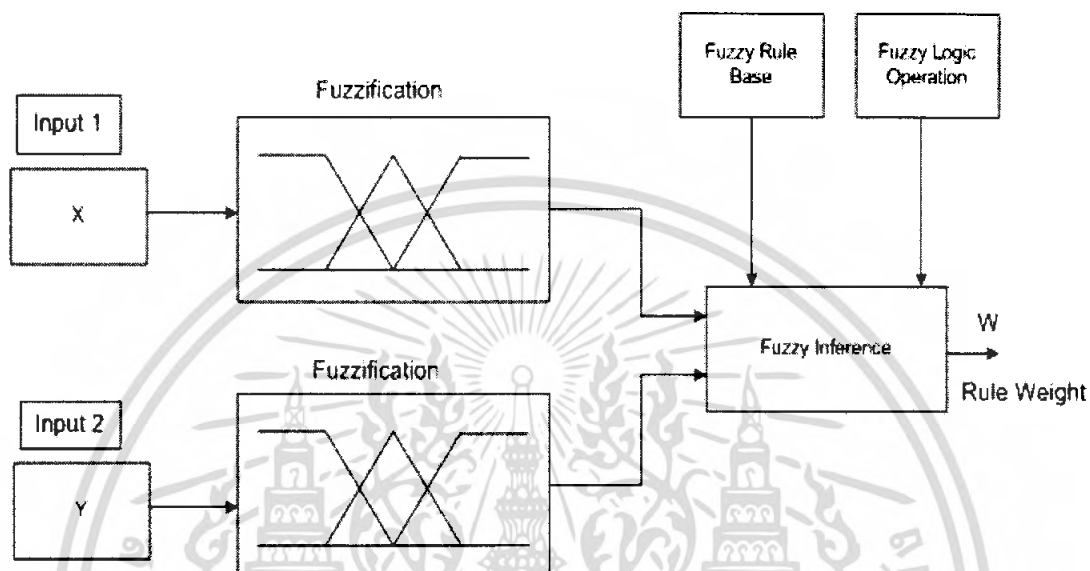 Fuzzy Rule
Base
Fuzzy Logic
Operation
Fuzzification
Input 1
X
Fuzzy Inference
W
Rule Weight
Fuzzification
Input 2
Y